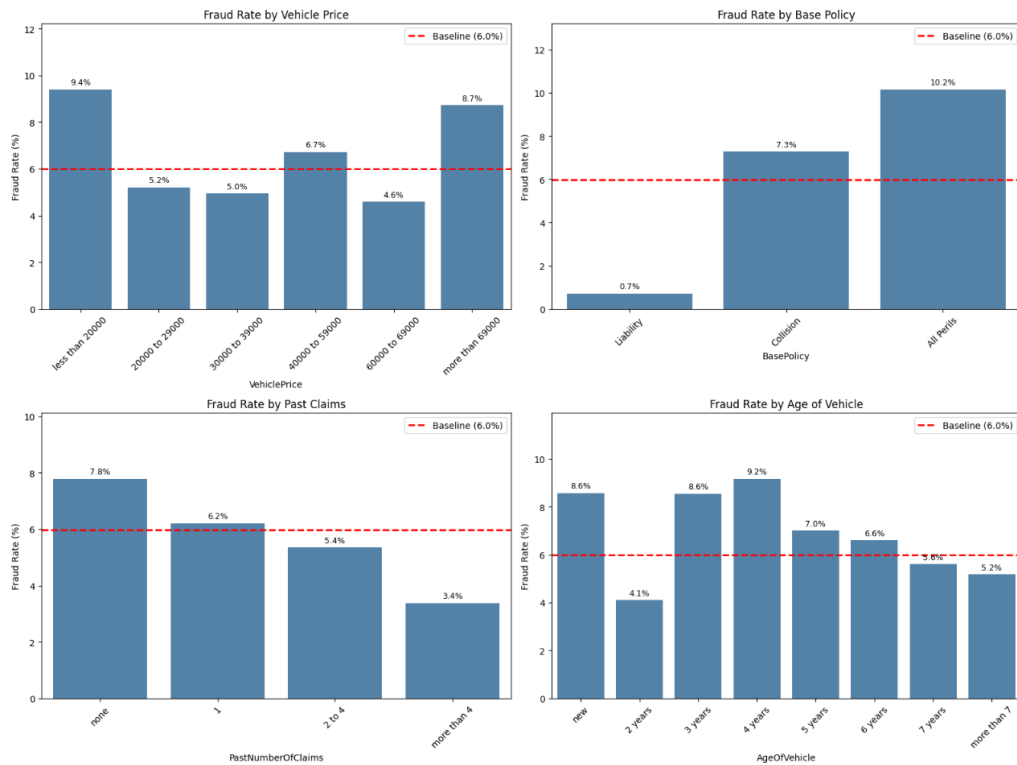 Fraud Rate by Vehicle Price
Baseline (6.0%)
Fraud Rate (%)
12
10
8
6
4
2
0
9.4%
5.2%
5.0%
6.7%
4.6%
8.7%
less than 20000
20000 to 29000
30000 to 39000
40000 to 59000
60000 to 69000
more than 69000
VehiclePrice
Fraud Rate by Base Policy
Baseline (6.0%)
Fraud Rate (%)
12
10
8
6
4
2
0
0.7%
7.3%
10.2%
Liability
Collision
All Perils
BasePolicy
Fraud Rate by Past Claims
Baseline (6.0%)
Fraud Rate (%)
10
8
6
4
2
0
7.8%
6.2%
5.4%
3.4%
none
1
2 to 4
more than 4
PastNumberOfClaims
Fraud Rate by Age of Vehicle
Baseline (6.0%)
Fraud Rate (%)
10
8
6
4
2
0
8.6%
4.1%
8.6%
9.2%
7.0%
6.6%
5.6%
5.2%
new
2 years
3 years
4 years
5 years
6 years
7 years
more than 7
AgeOfVehicle